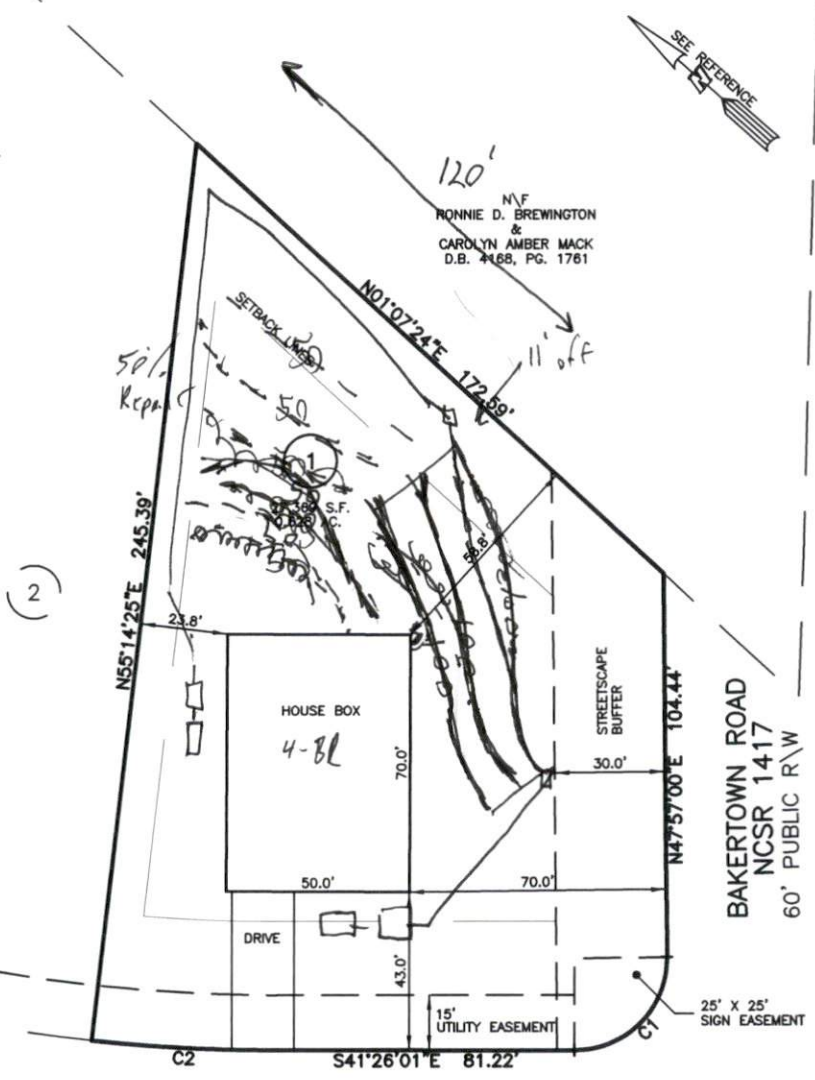 SEE REFERENCE
N
120'
N\F
RONNIE D. BREWINGTON
&
CAROLYN AMBER MACK
D.B. 4168, PG. 1761
N01°07'24"E 172.59'
11' off
SETBACK LINES
50
50
50%
1
S.F.
58.8'
2
N55°14'25"E 245.39'
23.8'
HOUSE BOX
4-BR
70.0'
STREETSCAPE
BUFFER
30.0'
N47°57'00"E 104.44'
BAKERTOWN ROAD
NCSR 1417
60' PUBLIC R\W
50.0'
70.0'
DRIVE
43.0'
15'
UTILITY EASEMENT
25' X 25'
SIGN EASEMENT
C1
C2
S41°26'01"E 81.22'